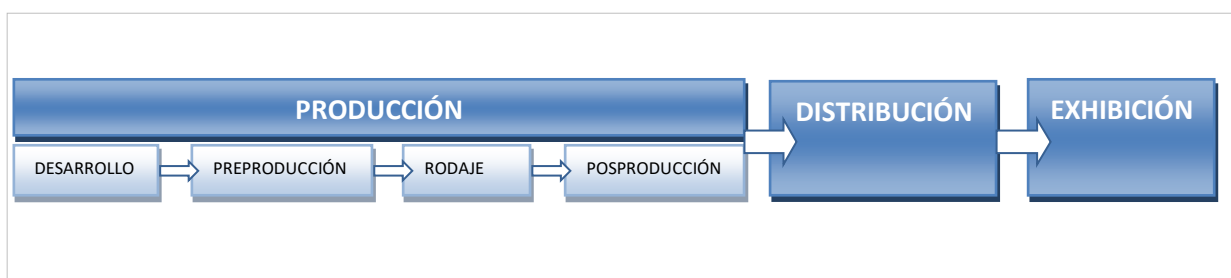 PRODUCCIÓN
DESARROLLO
PREPRODUCCIÓN
RODAJE
POSPRODUCCIÓN
DISTRIBUCIÓN
EXHIBICIÓN